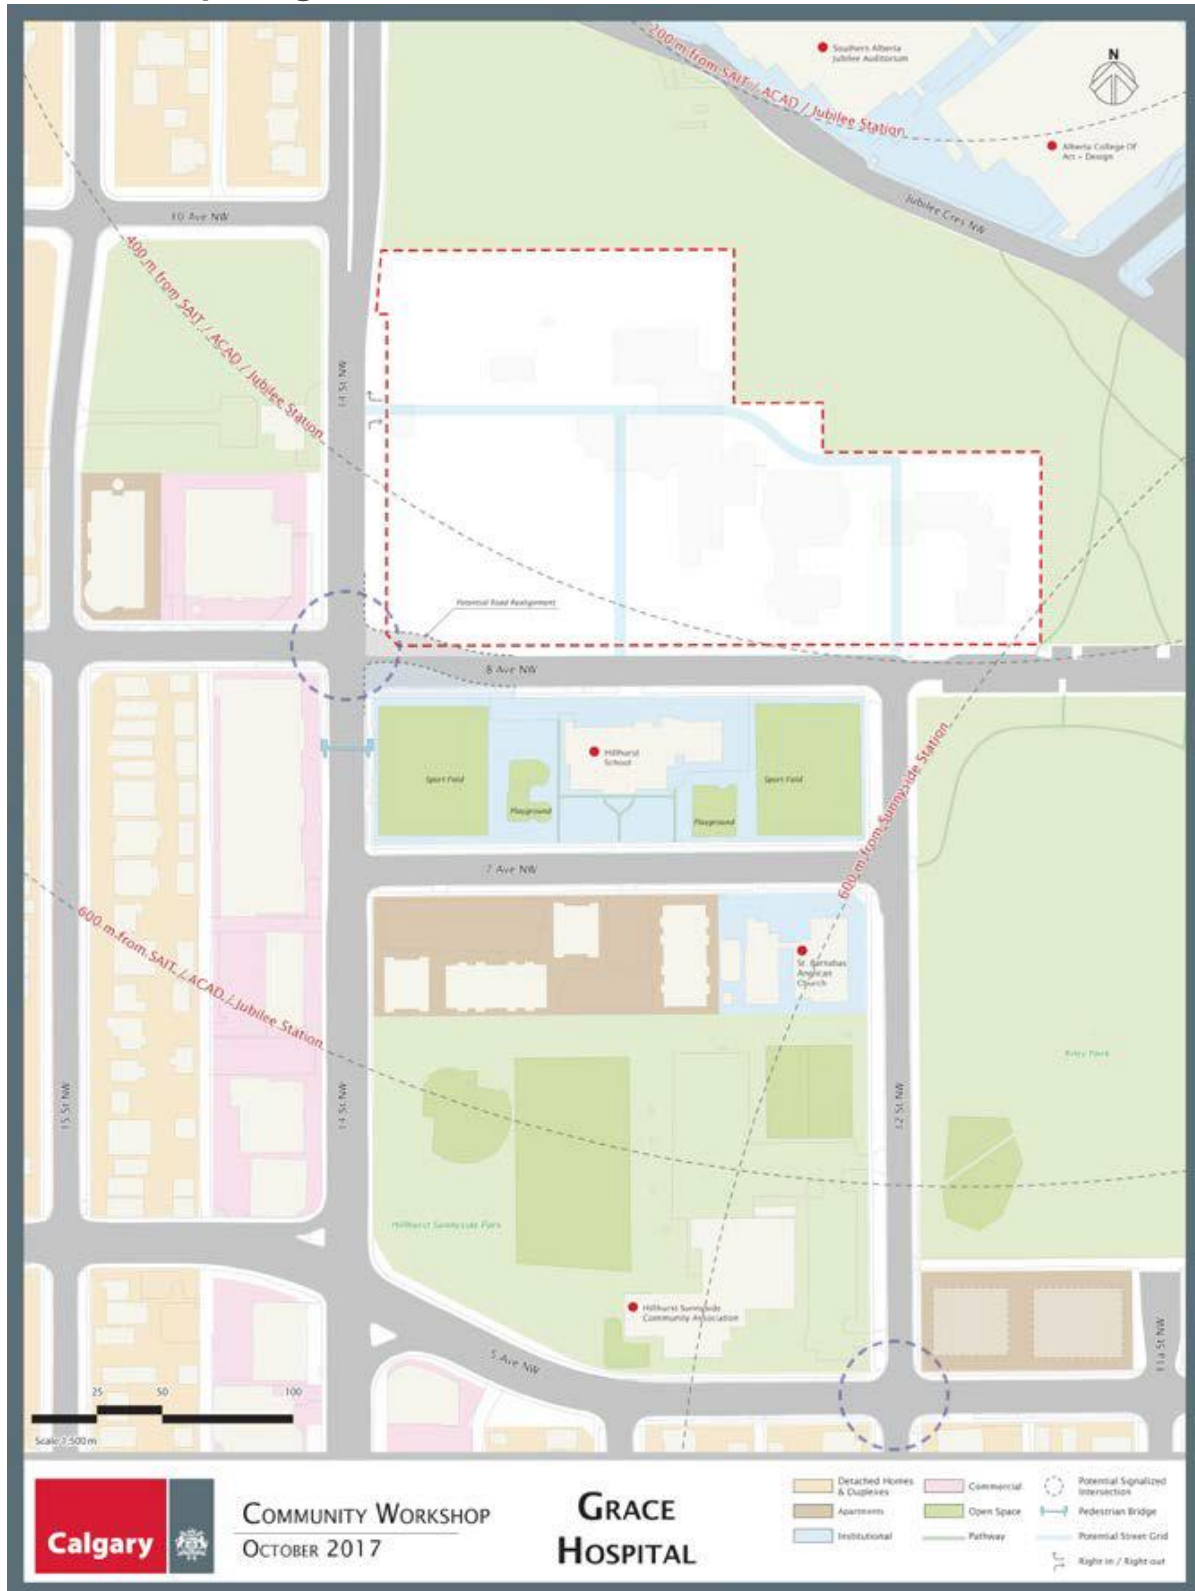 200 m from SAIT / ACAD / Jubilee Station
Southern Alberta
Jubilee Auditorium
N
Alberta College Of
Art + Design
Jubilee Cres NW
10 Ave NW
400 m from SAIT / ACAD / Jubilee Station
14 St NW
Potential Road Realignment
8 Ave NW
Hillhurst
School
Sport Field
Sport Field
Playground
Playground
600 m from Sunnyside Station
7 Ave NW
600 m from SAIT / ACAD / Jubilee Station
St. Barnabas
Anglican
Church
Riley Park
15 St NW
14 St NW
12 St NW
Hillhurst Sunnyside Park
Hillhurst Sunnyside
Community Association
5 Ave NW
11a St NW
25 50 100
Scale 1:500 m
Calgary
COMMUNITY WORKSHOP
OCTOBER 2017
GRACE
HOSPITAL
Detached Homes
& Duplexes
Apartments
Institutional
Commercial
Open Space
Pathway
Potential Signalized
Intersection
Pedestrian Bridge
Potential Street Grid
Right in / Right out